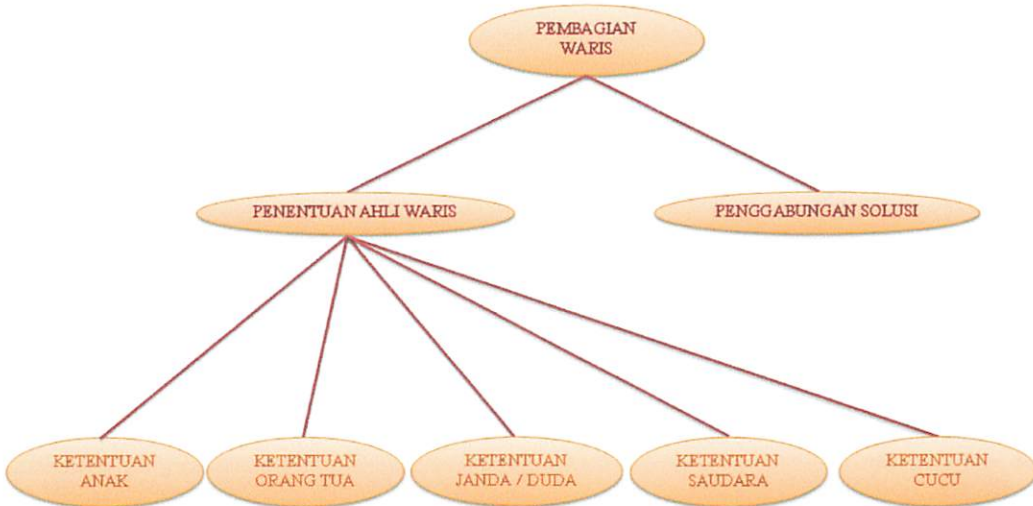 PEMBAGIAN
WARIS
PENENTUAN AHLI WARIS
PENGGABUNGAN SOLUSI
KETENTUAN
ANAK
KETENTUAN
ORANG TUA
KETENTUAN
JANDA / DUDA
KETENTUAN
SAUDARA
KETENTUAN
CUCU